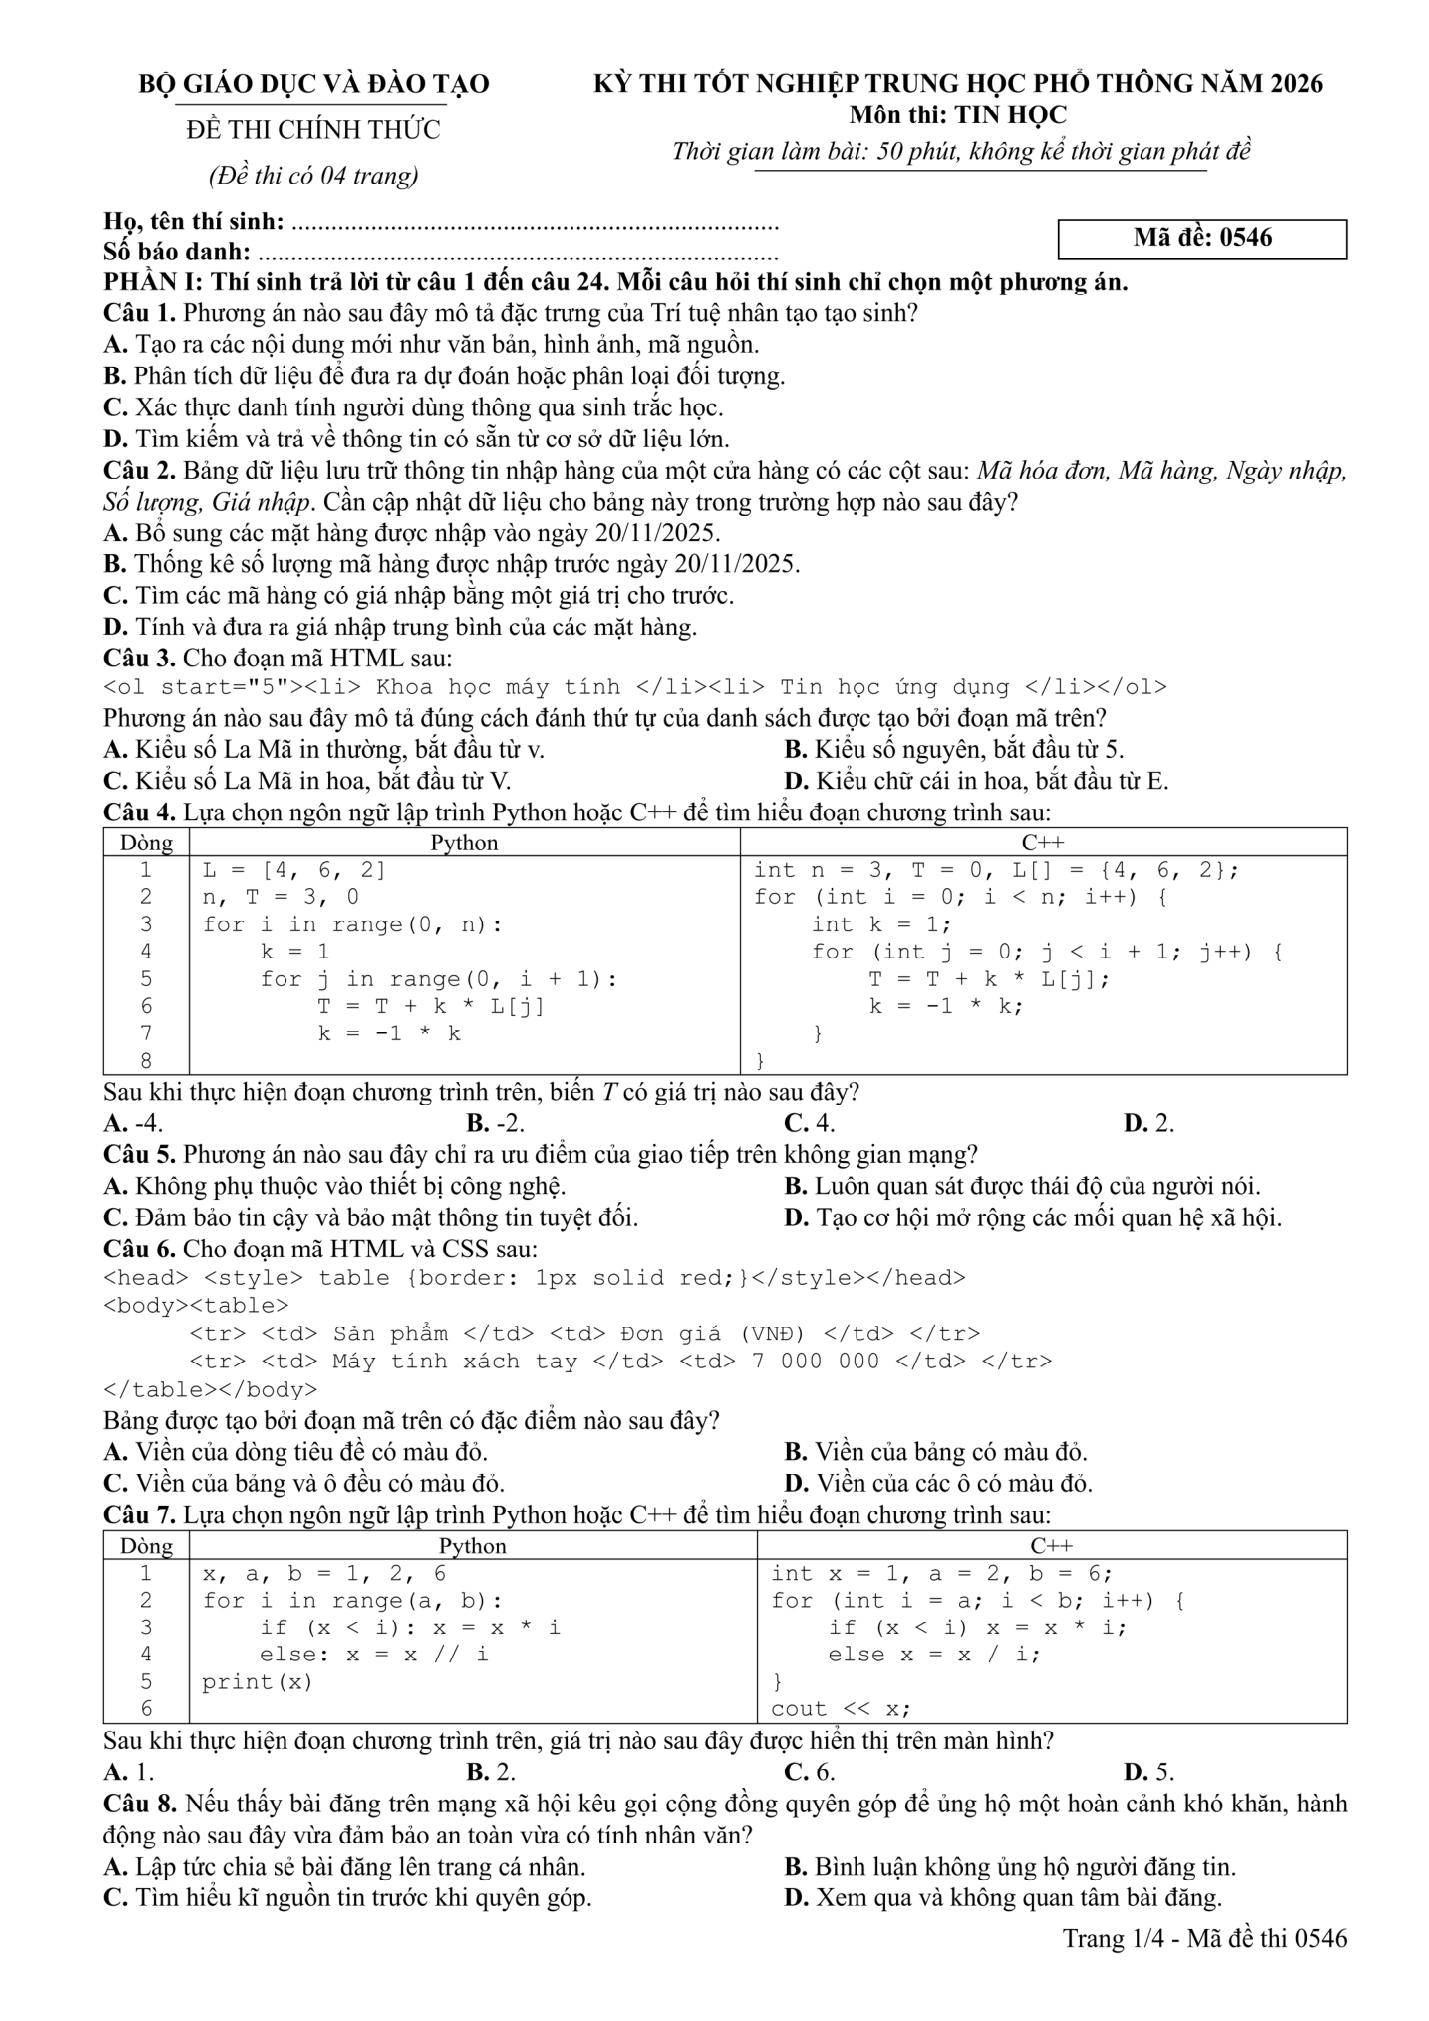 BỘ GIÁO DỤC VÀ ĐÀO TẠO
ĐỀ THI CHÍNH THỨC
(Đề thi có 04 trang)
KỲ THI TỐT NGHIỆP TRUNG HỌC PHỔ THÔNG NĂM 2026
Môn thi: TIN HỌC
Thời gian làm bài: 50 phút, không kể thời gian phát đề
Họ, tên thí sinh: ..........................................................................
Số báo danh: ...............................................................................
Mã đề: 0546
PHẦN I: Thí sinh trả lời từ câu 1 đến câu 24. Mỗi câu hỏi thí sinh chỉ chọn một phương án.
Câu 1. Phương án nào sau đây mô tả đặc trưng của Trí tuệ nhân tạo tạo sinh?
A. Tạo ra các nội dung mới như văn bản, hình ảnh, mã nguồn.
B. Phân tích dữ liệu để đưa ra dự đoán hoặc phân loại đối tượng.
C. Xác thực danh tính người dùng thông qua sinh trắc học.
D. Tìm kiếm và trả về thông tin có sẵn từ cơ sở dữ liệu lớn.
Câu 2. Bảng dữ liệu lưu trữ thông tin nhập hàng của một cửa hàng có các cột sau: Mã hóa đơn, Mã hàng, Ngày nhập,
Số lượng, Giá nhập. Cần cập nhật dữ liệu cho bảng này trong trường hợp nào sau đây?
A. Bổ sung các mặt hàng được nhập vào ngày 20/11/2025.
B. Thống kê số lượng mã hàng được nhập trước ngày 20/11/2025.
C. Tìm các mã hàng có giá nhập bằng một giá trị cho trước.
D. Tính và đưa ra giá nhập trung bình của các mặt hàng.
Câu 3. Cho đoạn mã HTML sau:
<ol start="5"><li> Khoa học máy tính </li><li> Tin học ứng dụng </li></ol>
Phương án nào sau đây mô tả đúng cách đánh thứ tự của danh sách được tạo bởi đoạn mã trên?
A. Kiểu số La Mã in thường, bắt đầu từ v. B. Kiểu số nguyên, bắt đầu từ 5.
C. Kiểu số La Mã in hoa, bắt đầu từ V. D. Kiểu chữ cái in hoa, bắt đầu từ E.
Câu 4. Lựa chọn ngôn ngữ lập trình Python hoặc C++ để tìm hiểu đoạn chương trình sau:
Dòng Python C++
1 L = [4, 6, 2] int n = 3, T = 0, L[] = {4, 6, 2};
2 n, T = 3, 0 for (int i = 0; i < n; i++) {
3 for i in range(0, n): int k = 1;
4 k = 1 for (int j = 0; j < i + 1; j++) {
5 for j in range(0, i + 1): T = T + k * L[j];
6 T = T + k * L[j] k = -1 * k;
7 k = -1 * k }
8 }
Sau khi thực hiện đoạn chương trình trên, biến T có giá trị nào sau đây?
A. -4. B. -2. C. 4. D. 2.
Câu 5. Phương án nào sau đây chỉ ra ưu điểm của giao tiếp trên không gian mạng?
A. Không phụ thuộc vào thiết bị công nghệ. B. Luôn quan sát được thái độ của người nói.
C. Đảm bảo tin cậy và bảo mật thông tin tuyệt đối. D. Tạo cơ hội mở rộng các mối quan hệ xã hội.
Câu 6. Cho đoạn mã HTML và CSS sau:
<head> <style> table {border: 1px solid red;}</style></head>
<body><table>
<tr> <td> Sản phẩm </td> <td> Đơn giá (VNĐ) </td> </tr>
<tr> <td> Máy tính xách tay </td> <td> 7 000 000 </td> </tr>
</table></body>
Bảng được tạo bởi đoạn mã trên có đặc điểm nào sau đây?
A. Viền của dòng tiêu đề có màu đỏ. B. Viền của bảng có màu đỏ.
C. Viền của bảng và ô đều có màu đỏ. D. Viền của các ô có màu đỏ.
Câu 7. Lựa chọn ngôn ngữ lập trình Python hoặc C++ để tìm hiểu đoạn chương trình sau:
Dòng Python C++
1 x, a, b = 1, 2, 6 int x = 1, a = 2, b = 6;
2 for i in range(a, b): for (int i = a; i < b; i++) {
3 if (x < i): x = x * i if (x < i) x = x * i;
4 else: x = x // i else x = x / i;
5 print(x) }
6 cout << x;
Sau khi thực hiện đoạn chương trình trên, giá trị nào sau đây được hiển thị trên màn hình?
A. 1. B. 2. C. 6. D. 5.
Câu 8. Nếu thấy bài đăng trên mạng xã hội kêu gọi cộng đồng quyên góp để ủng hộ một hoàn cảnh khó khăn, hành
động nào sau đây vừa đảm bảo an toàn vừa có tính nhân văn?
A. Lập tức chia sẻ bài đăng lên trang cá nhân. B. Bình luận không ủng hộ người đăng tin.
C. Tìm hiểu kĩ nguồn tin trước khi quyên góp. D. Xem qua và không quan tâm bài đăng.
Trang 1/4 - Mã đề thi 0546